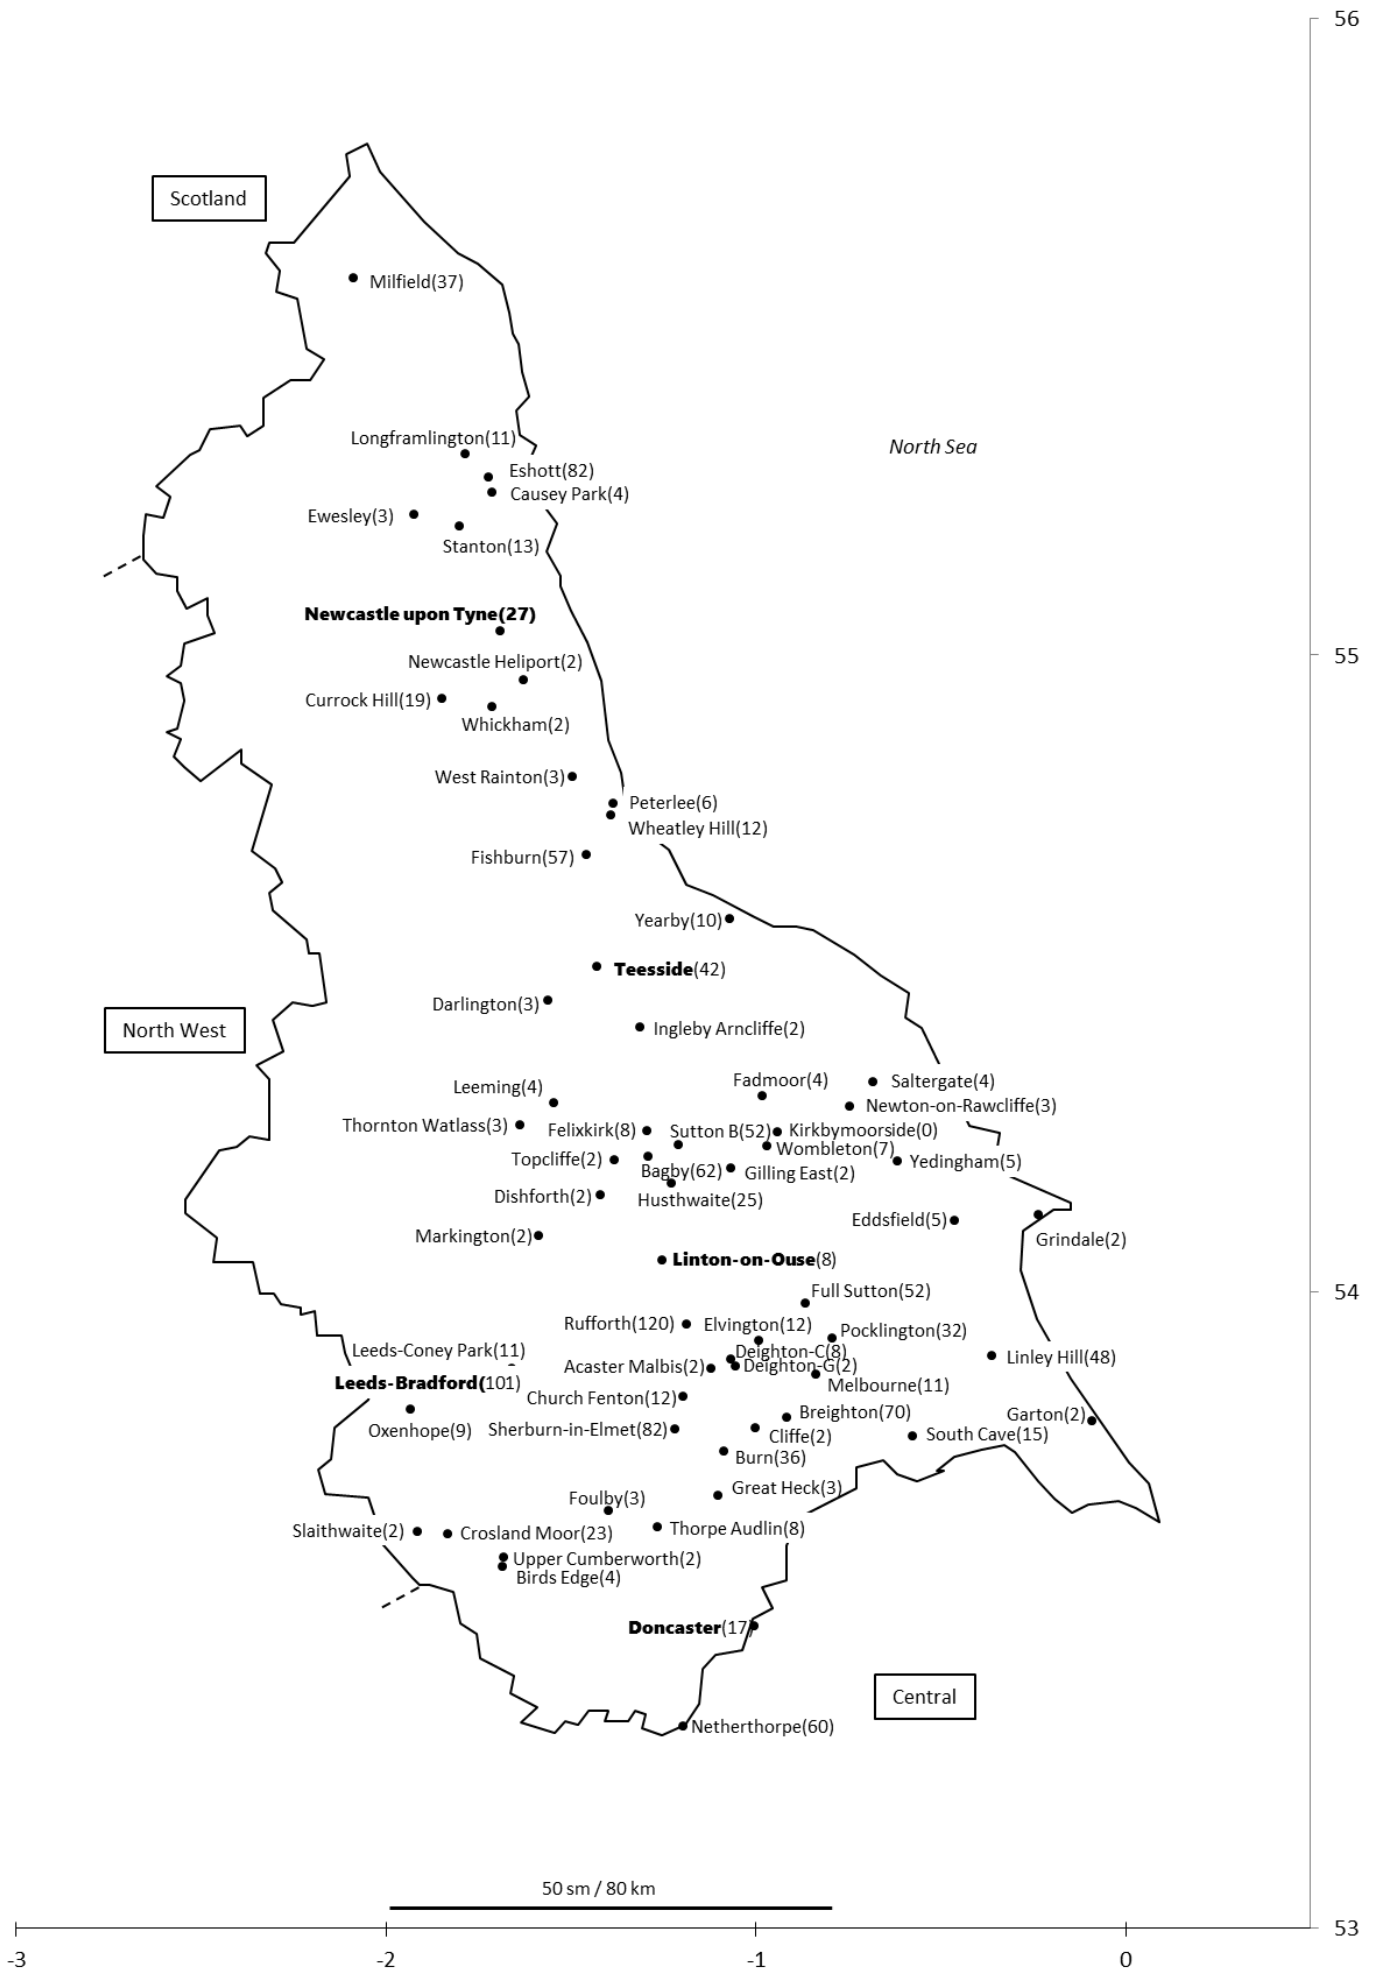 56
Scotland
Milfield(37)
Longframlington(11)
North Sea
Eshott(82)
Causey Park(4)
Ewesley(3)
Stanton(13)
Newcastle upon Tyne(27)
55
Newcastle Heliport(2)
Currock Hill(19)
Whickham(2)
West Rainton(3)
Peterlee(6)
Wheatley Hill(12)
Fishburn(57)
Yearby(10)
Teesside(42)
Darlington(3)
North West
Ingleby Arncliffe(2)
Fadmoor(4)
Saltergate(4)
Leeming(4)
Newton-on-Rawcliffe(3)
Thornton Watlass(3)
Felixkirk(8)
Sutton B(52)
Kirkbymoorside(0)
Wombleton(7)
Topcliffe(2)
Yedingham(5)
Bagby(62)
Gilling East(2)
Dishforth(2)
Husthwaite(25)
Eddsfield(5)
Markington(2)
Grindale(2)
Linton-on-Ouse(8)
Full Sutton(52)
54
Rufforth(120)
Elvington(12)
Pocklington(32)
Leeds-Coney Park(11)
Deighton-C(8)
Linley Hill(48)
Acaster Malbis(2)
Deighton-G(2)
Leeds-Bradford(101)
Melbourne(11)
Church Fenton(12)
Breighton(70)
Garton(2)
Oxenhope(9)
Sherburn-in-Elmet(82)
Cliffe(2)
South Cave(15)
Burn(36)
Great Heck(3)
Foulby(3)
Slaithwaite(2)
Crosland Moor(23)
Thorpe Audlin(8)
Upper Cumberworth(2)
Birds Edge(4)
Doncaster(17)
Central
Netherthorpe(60)
50 sm / 80 km
53
-3
-2
-1
0